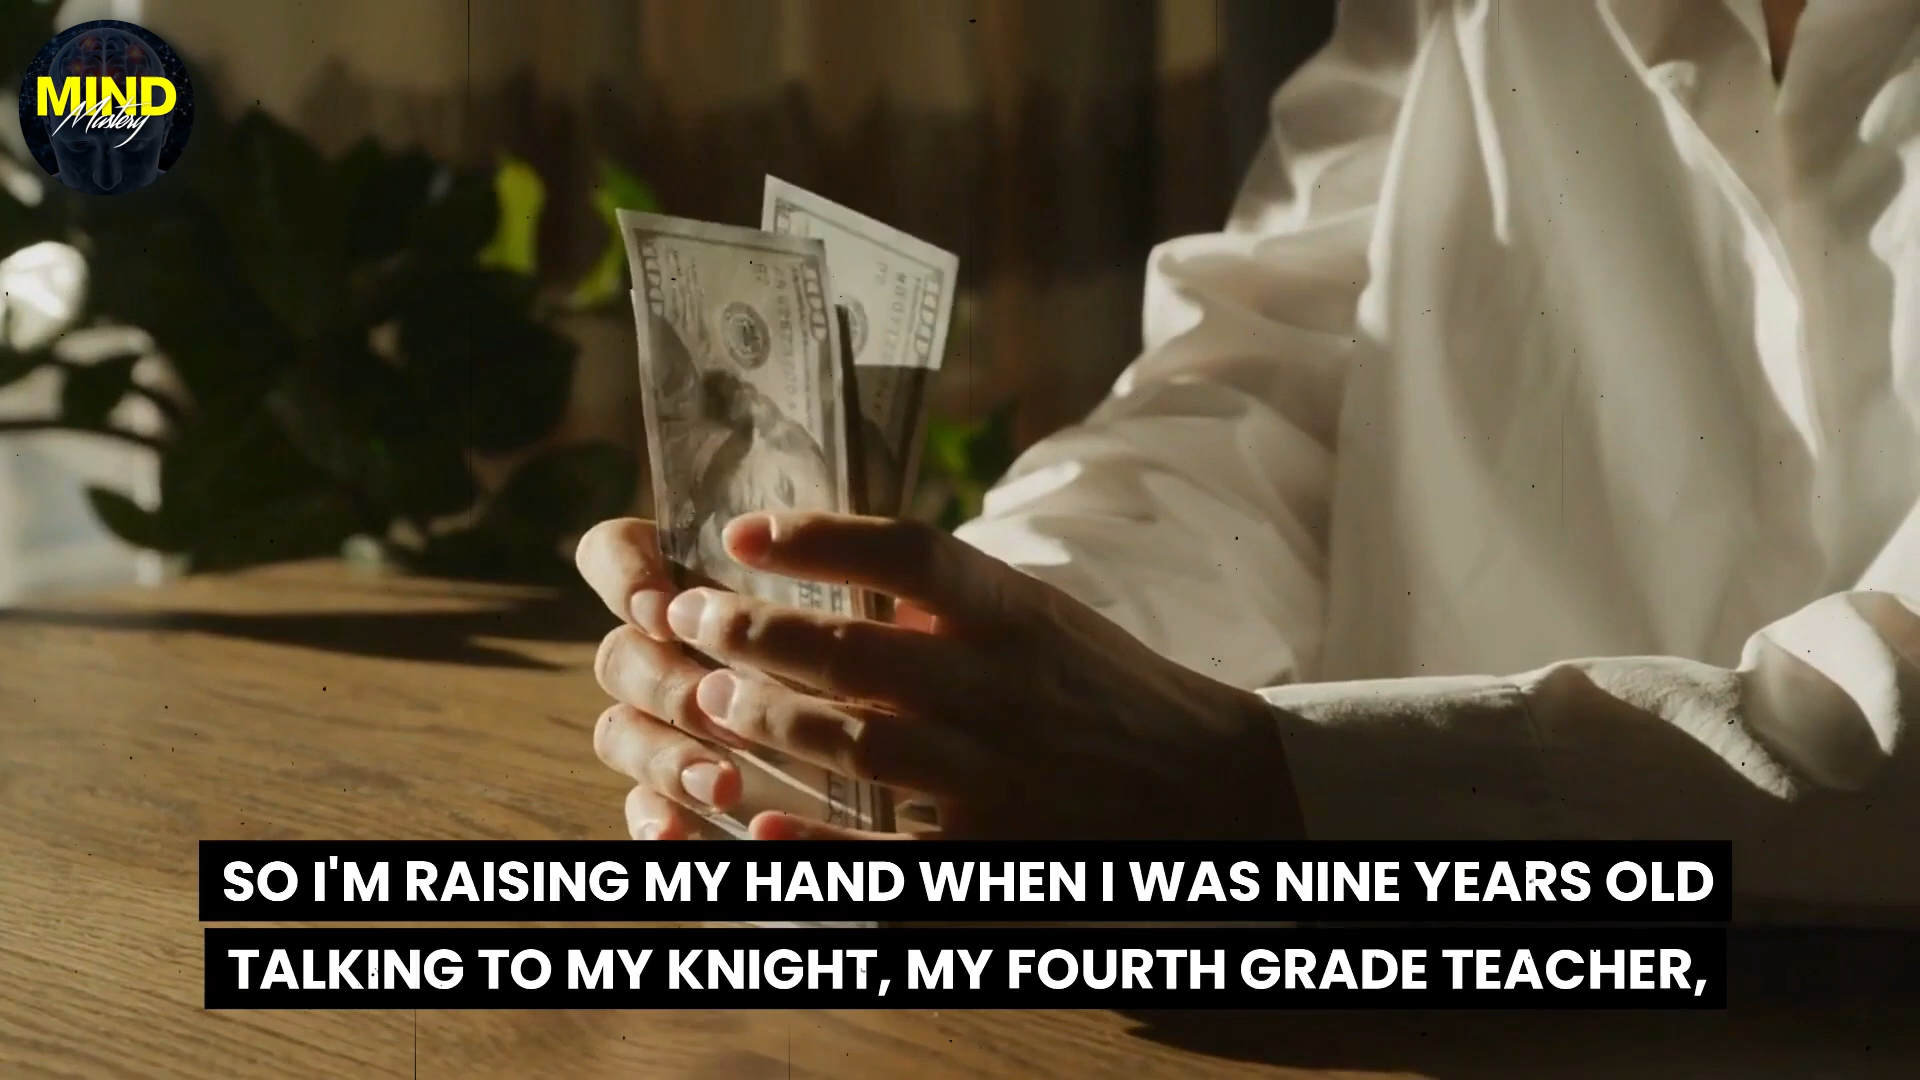 MIND
Mastery
SO I'M RAISING MY HAND WHEN I WAS NINE YEARS OLD
TALKING TO MY KNIGHT, MY FOURTH GRADE TEACHER,